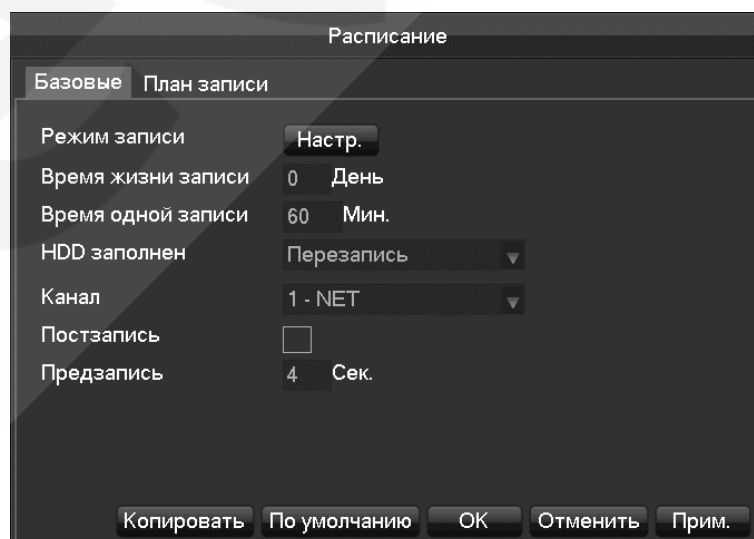 Расписание
Базовые План записи
Режим записи Настр.
Время жизни записи 0 День
Время одной записи 60 Мин.
HDD заполнен Перезапись
Канал 1 - NET
Постзапись
Предзапись 4 Сек.
Копировать По умолчанию OK Отменить Прим.